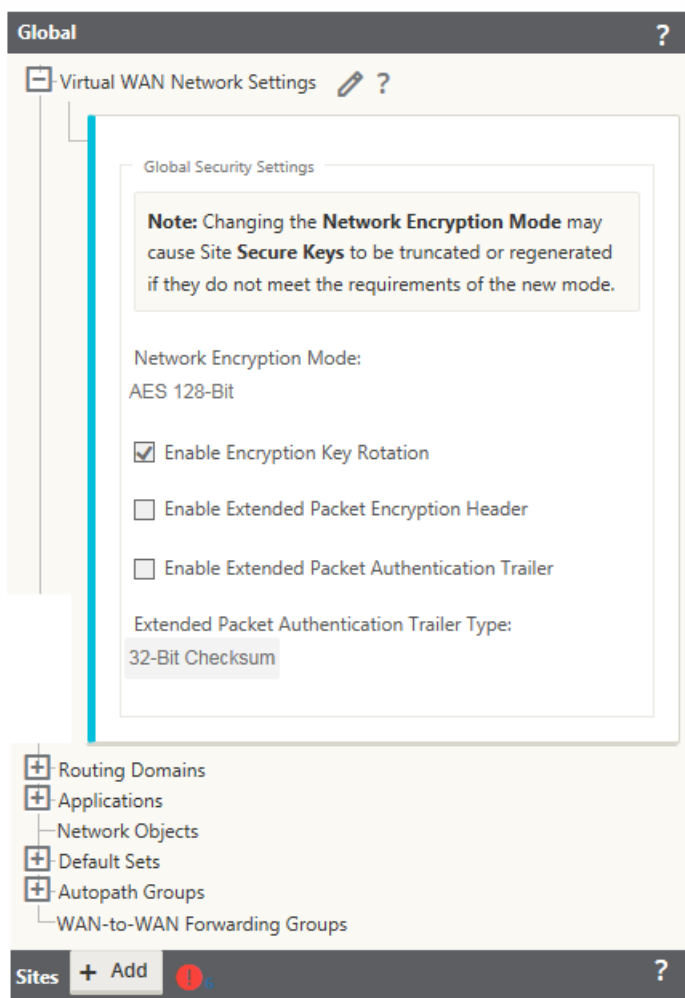 Global ?
Virtual WAN Network Settings ?
Global Security Settings
Note: Changing the Network Encryption Mode may
cause Site Secure Keys to be truncated or regenerated
if they do not meet the requirements of the new mode.
Network Encryption Mode:
AES 128-Bit
Enable Encryption Key Rotation
Enable Extended Packet Encryption Header
Enable Extended Packet Authentication Trailer
Extended Packet Authentication Trailer Type:
32-Bit Checksum
Routing Domains
Applications
Network Objects
Default Sets
Autopath Groups
WAN-to-WAN Forwarding Groups
Sites + Add ! ?